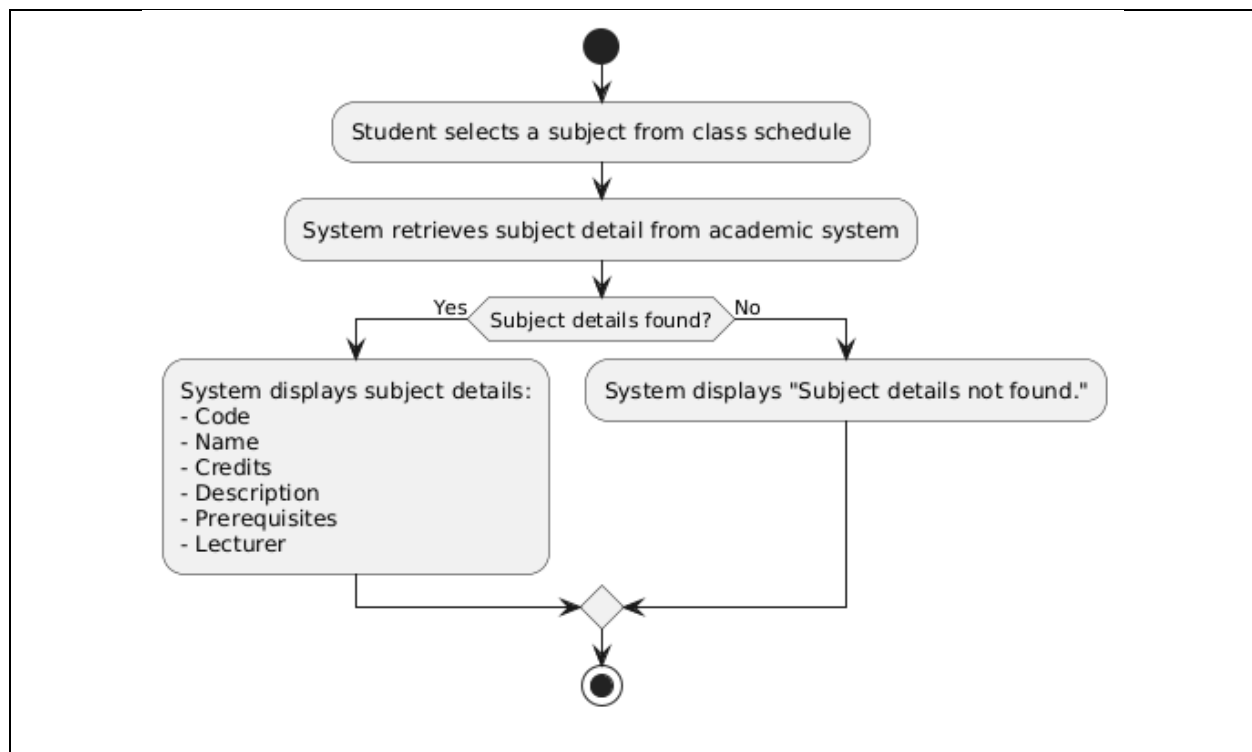 Student selects a subject from class schedule
System retrieves subject detail from academic system
Yes
Subject details found?
No
System displays subject details:
- Code
- Name
- Credits
- Description
- Prerequisites
- Lecturer
System displays "Subject details not found."